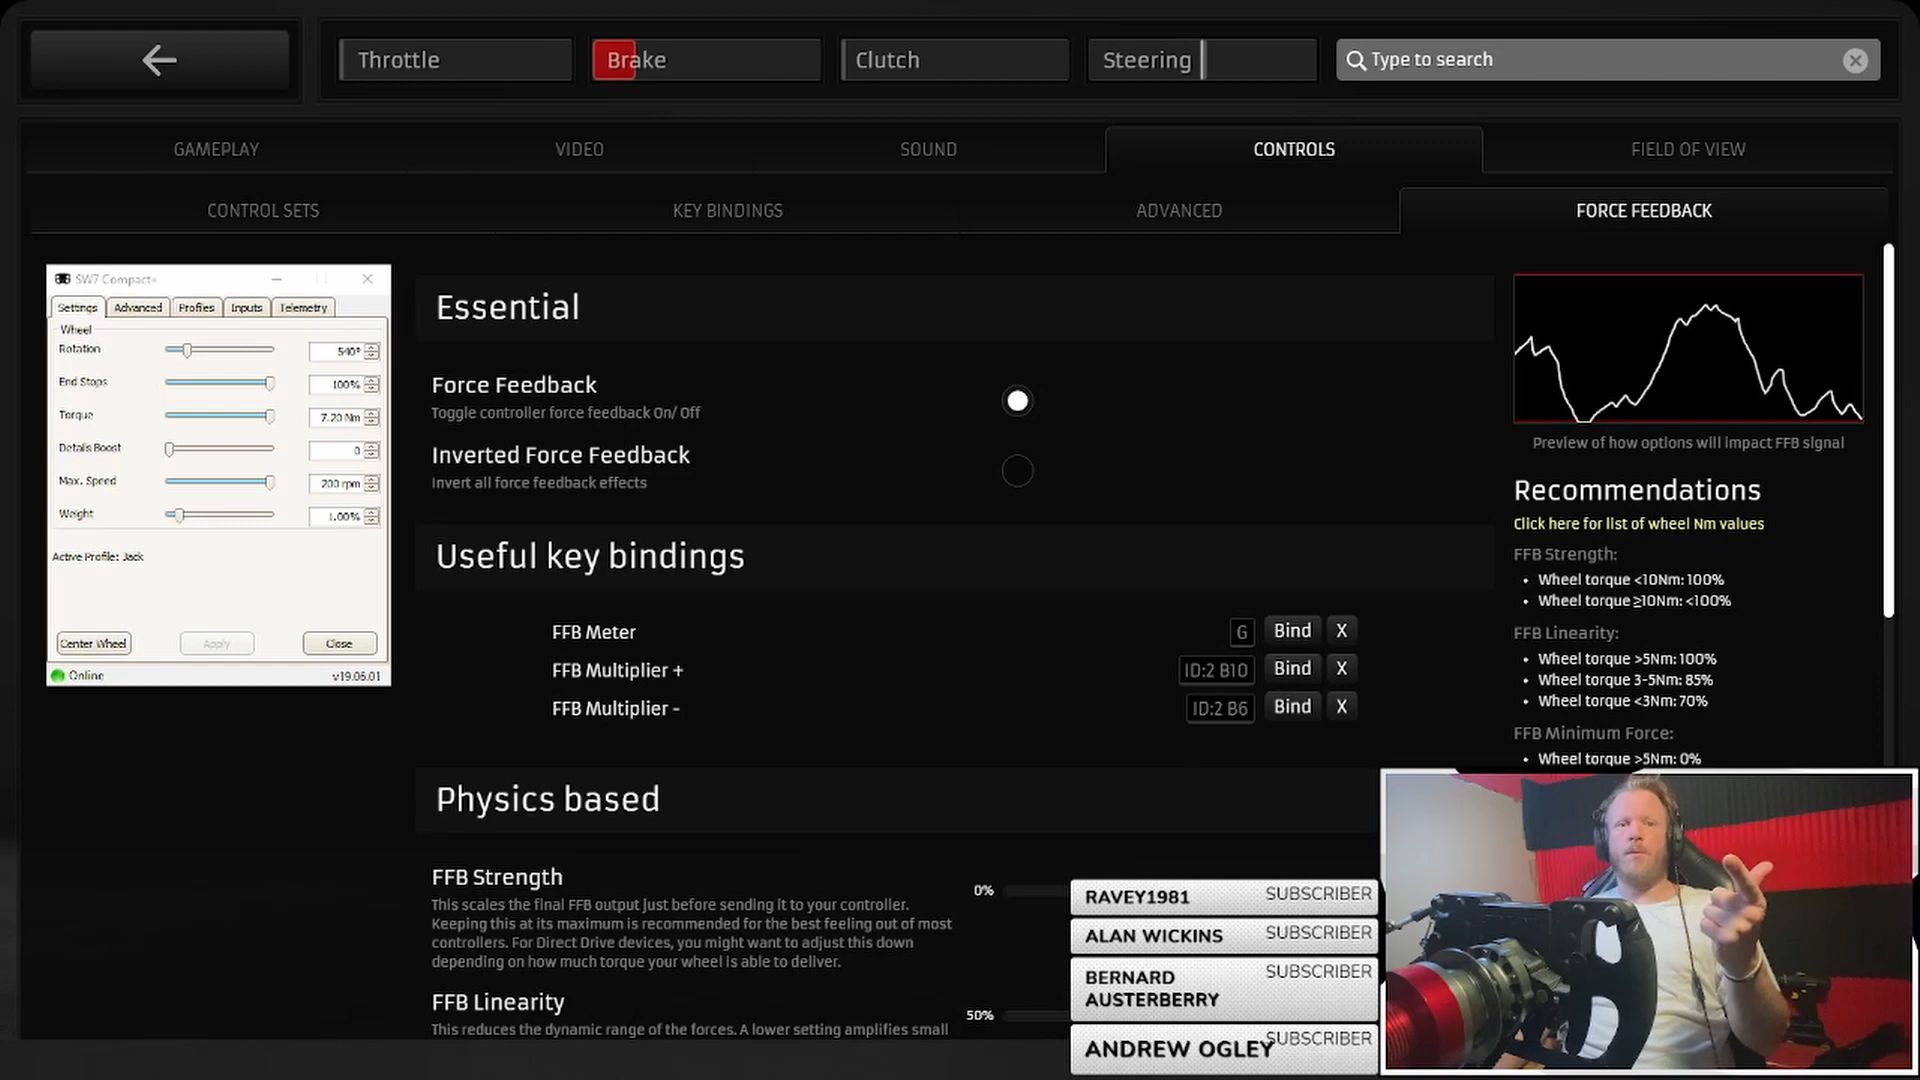 Throttle
Brake
Clutch
Steering
Type to search
GAMEPLAY
VIDEO
SOUND
CONTROLS
FIELD OF VIEW
CONTROL SETS
KEY BINDINGS
ADVANCED
FORCE FEEDBACK
SW7 Compact+
Settings
Advanced
Profiles
Inputs
Telemetry
Wheel
Rotation
540°
End Stops
100%
Torque
7.20 Nm
Details Boost
0
Max. Speed
200 rpm
Weight
1.00%
Active Profile: Jack
Center Wheel
Apply
Close
Online
v19.06.01
Essential
Force Feedback
Toggle controller force feedback On/ Off
Inverted Force Feedback
Invert all force feedback effects
Useful key bindings
FFB Meter
G
Bind
X
FFB Multiplier +
ID:2 B10
Bind
X
FFB Multiplier -
ID:2 B6
Bind
X
Physics based
FFB Strength
0%
This scales the final FFB output just before sending it to your controller.
Keeping this at its maximum is recommended for the best feeling out of most
controllers. For Direct Drive devices, you might want to adjust this down
depending on how much torque your wheel is able to deliver.
FFB Linearity
50%
This reduces the dynamic range of the forces. A lower setting amplifies small
Preview of how options will impact FFB signal
Recommendations
Click here for list of wheel Nm values
FFB Strength:
• Wheel torque <10Nm: 100%
• Wheel torque ≥10Nm: <100%
FFB Linearity:
• Wheel torque >5Nm: 100%
• Wheel torque 3-5Nm: 85%
• Wheel torque <3Nm: 70%
FFB Minimum Force:
• Wheel torque >5Nm: 0%
RAVEY1981
SUBSCRIBER
ALAN WICKINS
SUBSCRIBER
BERNARD
AUSTERBERRY
SUBSCRIBER
ANDREW OGLEY
SUBSCRIBER